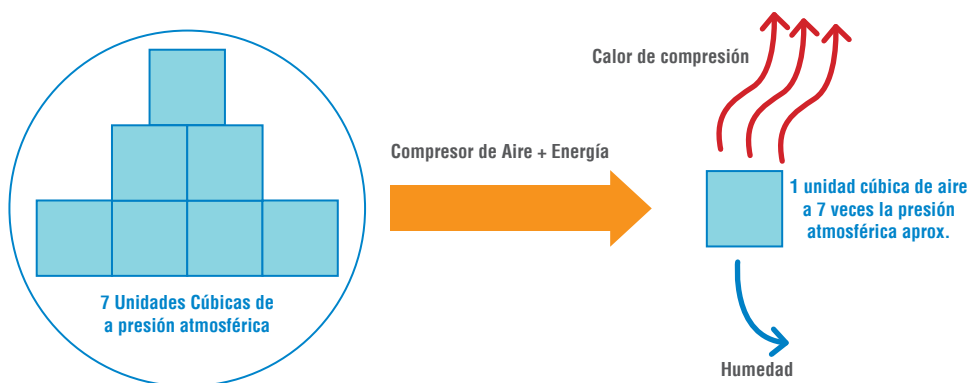 7 Unidades Cúbicas de
a presión atmosférica
Compresor de Aire + Energía
Calor de compresión
1 unidad cúbica de aire
a 7 veces la presión
atmosférica aprox.
Humedad